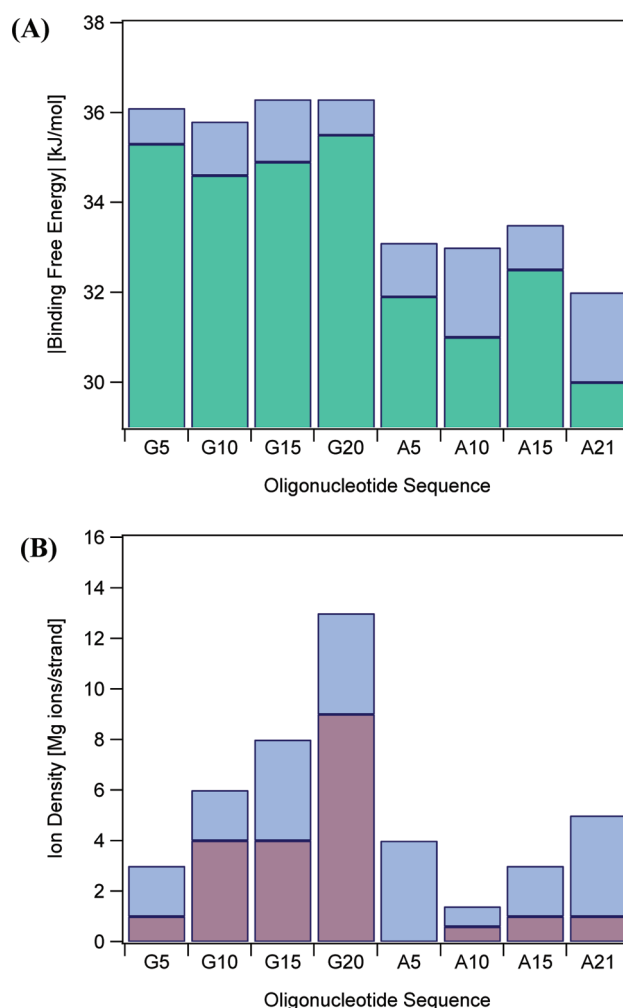 (A)
|Binding Free Energy| [kJ/mol]
38
36
34
32
30
G5 G10 G15 G20 A5 A10 A15 A21
Oligonucleotide Sequence
(B)
Ion Density [Mg ions/strand]
16
14
12
10
8
6
4
2
0
G5 G10 G15 G20 A5 A10 A15 A21
Oligonucleotide Sequence